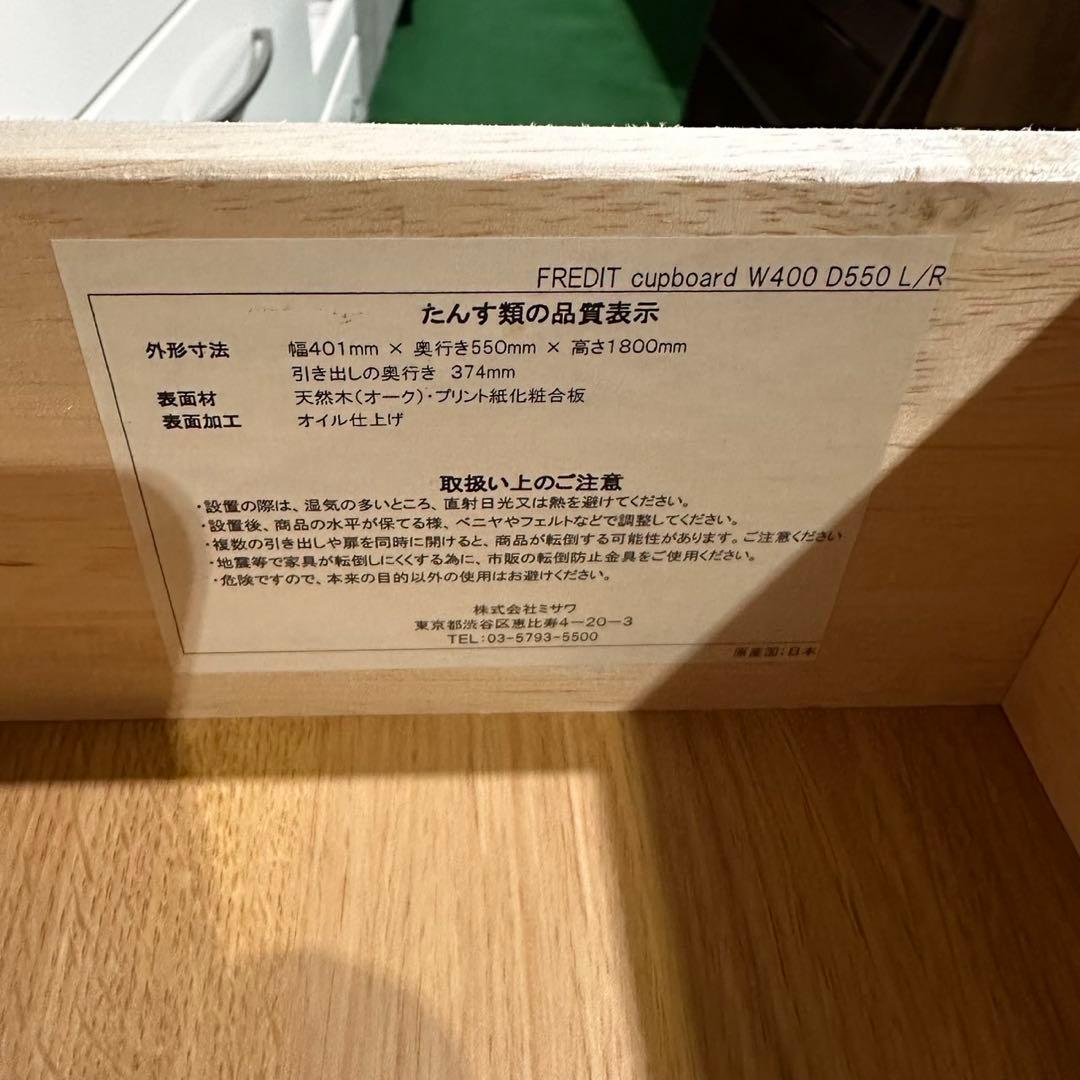 FREDIT cupboard W400 D550 L/R
たんす類の品質表示
外形寸法 幅401mm × 奥行き550mm × 高さ1800mm
引き出しの奥行き 374mm
表面材 天然木(オーク)・プリント紙化粧合板
表面加工 オイル仕上げ
取扱い上のご注意
・設置の際は、湿気の多いところ、直射日光又は熱を避けてください。
・設置後、商品の水平が保てる様、ベニヤやフェルトなどで調整してください。
・複数の引き出しや扉を同時に開けると、商品が転倒する可能性があります。ご注意ください
・地震等で家具が転倒しにくくする為に、市販の転倒防止金具をご使用ください。
・危険ですので、本来の目的以外の使用はお避けください。
株式会社ミサワ
東京都渋谷区恵比寿4-20-3
TEL:03-5793-5500
原産国:日本